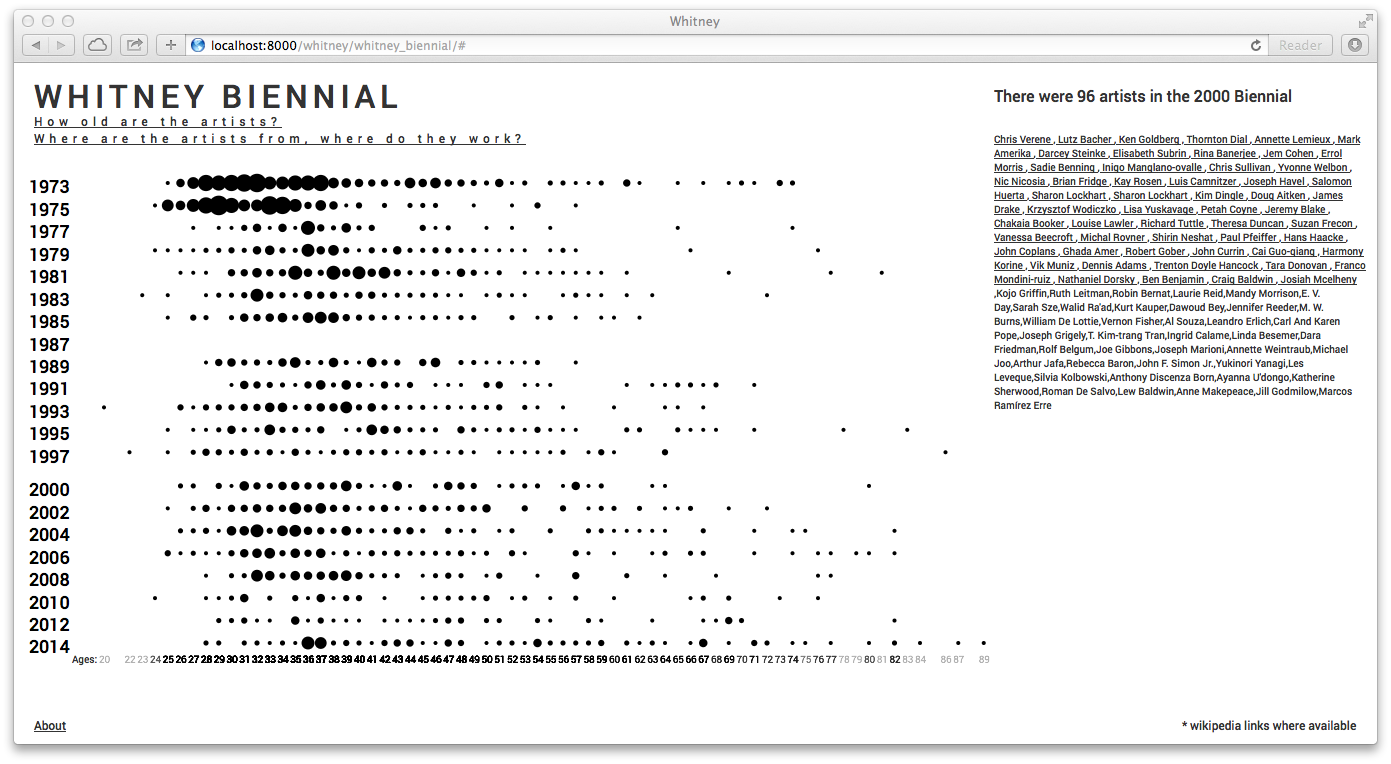 Whitney
localhost:8000/whitney/whitney_biennial/#
Reader
WHITNEY BIENNIAL
How old are the artists?
Where are the artists from, where do they work?
1973
1975
1977
1979
1981
1983
1985
1987
1989
1991
1993
1995
1997
2000
2002
2004
2006
2008
2010
2012
2014
Ages: 20 22 23 24 25 26 27 28 29 30 31 32 33 34 35 36 37 38 39 40 41 42 43 44 45 46 47 48 49 50 51 52 53 54 55 56 57 58 59 60 61 62 63 64 65 66 67 68 69 70 71 72 73 74 75 76 77 78 79 80 81 82 83 84 86 87 89
There were 96 artists in the 2000 Biennial
Chris Verene , Lutz Bacher , Ken Goldberg , Thornton Dial , Annette Lemieux , Mark
Amerika , Darcey Steinke , Elisabeth Subrin , Rina Banerjee , Jem Cohen , Errol
Morris , Sadie Benning , Inigo Manglano-ovalle , Chris Sullivan , Yvonne Welbon ,
Nic Nicosia , Brian Fridge , Kay Rosen , Luis Camnitzer , Joseph Havel , Salomon
Huerta , Sharon Lockhart , Sharon Lockhart , Kim Dingle , Doug Aitken , James
Drake , Krzysztof Wodiczko , Lisa Yuskavage , Petah Coyne , Jeremy Blake ,
Chakaia Booker , Louise Lawler , Richard Tuttle , Theresa Duncan , Suzan Frecon ,
Vanessa Beecroft , Michal Rovner , Shirin Neshat , Paul Pfeiffer , Hans Haacke ,
John Coplans , Ghada Amer , Robert Gober , John Currin , Cai Guo-qiang , Harmony
Korine , Vik Muniz , Dennis Adams , Trenton Doyle Hancock , Tara Donovan , Franco
Mondini-ruiz , Nathaniel Dorsky , Ben Benjamin , Craig Baldwin , Josiah Mcelheny
,Kojo Griffin,Ruth Leitman,Robin Bernat,Laurie Reid,Mandy Morrison,E. V.
Day,Sarah Sze,Walid Ra'ad,Kurt Kauper,Dawoud Bey,Jennifer Reeder,M. W.
Burns,William De Lottie,Vernon Fisher,Al Souza,Leandro Erlich,Carl And Karen
Pope,Joseph Grigely,T. Kim-trang Tran,Ingrid Calame,Linda Besemer,Dara
Friedman,Rolf Belgum,Joe Gibbons,Joseph Marioni,Annette Weintraub,Michael
Joo,Arthur Jafa,Rebecca Baron,John F. Simon Jr.,Yukinori Yanagi,Les
Leveque,Silvia Kolbowski,Anthony Discenza Born,Ayanna U'dongo,Katherine
Sherwood,Roman De Salvo,Lew Baldwin,Anne Makepeace,Jill Godmilow,Marcos
Ramírez Erre
About
* wikipedia links where available